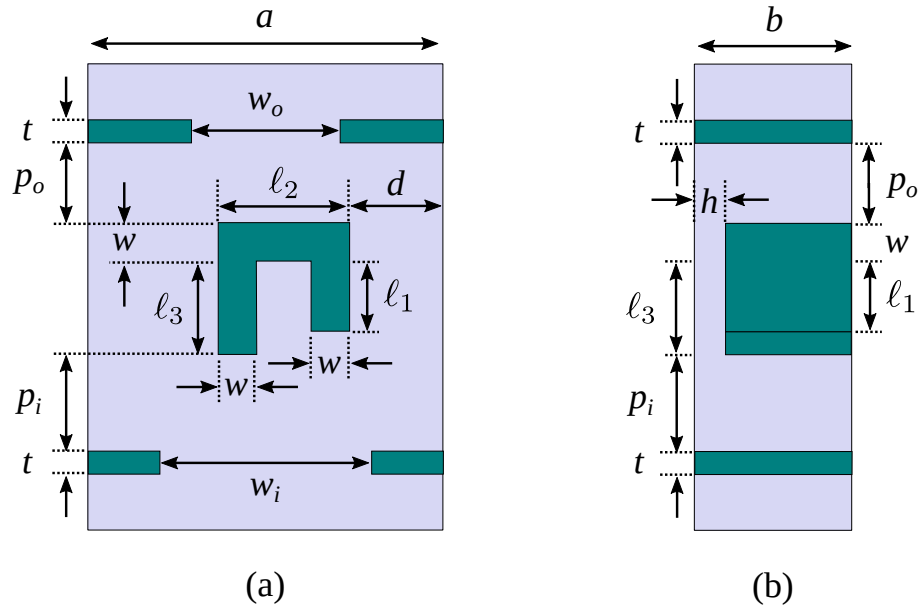 a
b
w_o
t
t
p_o
p_o
ℓ_2
d
h
w
w
ℓ_3
ℓ_1
ℓ_3
ℓ_1
w
w
p_i
p_i
t
t
w_i
(a)
(b)